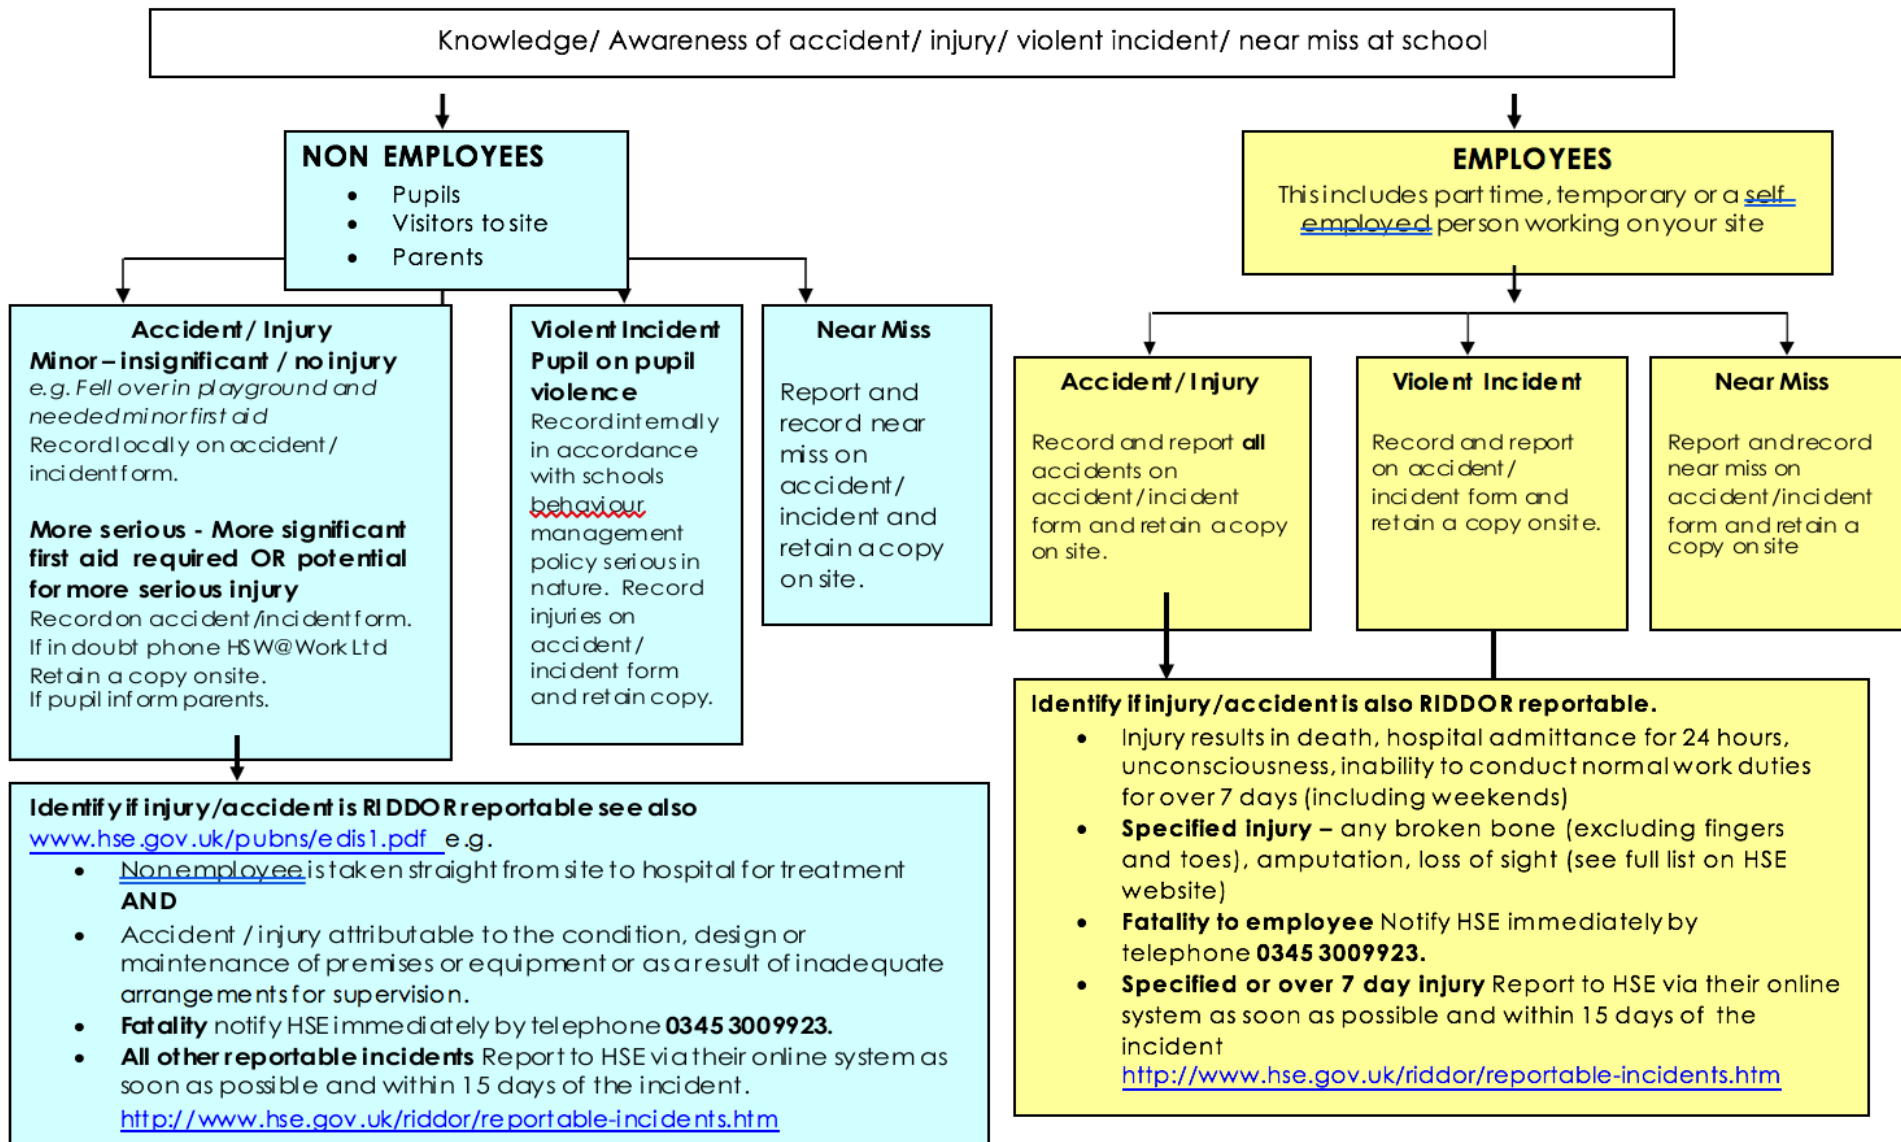 Knowledge/ Awareness of accident/ injury/ violent incident/ near miss at school
NON EMPLOYEES
• Pupils
• Visitors to site
• Parents
Accident/ Injury
Minor – insignificant / no injury
e.g. Fell over in playground and
needed minor first aid
Record locally on accident/
incident form.
More serious - More significant
first aid required OR potential
for more serious injury
Record on accident/incident form.
If in doubt phone HSW@Work Ltd
Retain a copy onsite.
If pupil inform parents.
Violent Incident
Pupil on pupil
violence
Record internally
in accordance
with schools
behaviour
management
policy serious in
nature. Record
injuries on
accident/
incident form
and retain copy.
Near Miss
Report and
record near
miss on
accident/
incident and
retain a copy
on site.
Identify if injury/accident is RIDDOR reportable see also
www.hse.gov.uk/pubns/edis1.pdf e.g.
• Non employee is taken straight from site to hospital for treatment
AND
• Accident / injury attributable to the condition, design or
maintenance of premises or equipment or as a result of inadequate
arrangements for supervision.
• Fatality notify HSE immediately by telephone 0345 3009923.
• All other reportable incidents Report to HSE via their online system as
soon as possible and within 15 days of the incident.
http://www.hse.gov.uk/riddor/reportable-incidents.htm
EMPLOYEES
This includes part time, temporary or a self
employed person working on your site
Accident/ Injury
Record and report all
accidents on
accident/incident
form and retain a copy
on site.
Violent Incident
Record and report
on accident/
incident form and
retain a copy onsite.
Near Miss
Report and record
near miss on
accident/incident
form and retain a
copy on site
Identify if injury/accident is also RIDDOR reportable.
• Injury results in death, hospital admittance for 24 hours,
unconsciousness, inability to conduct normal work duties
for over 7 days (including weekends)
• Specified injury – any broken bone (excluding fingers
and toes), amputation, loss of sight (see full list on HSE
website)
• Fatality to employee Notify HSE immediately by
telephone 0345 3009923.
• Specified or over 7 day injury Report to HSE via their online
system as soon as possible and within 15 days of the
incident
http://www.hse.gov.uk/riddor/reportable-incidents.htm